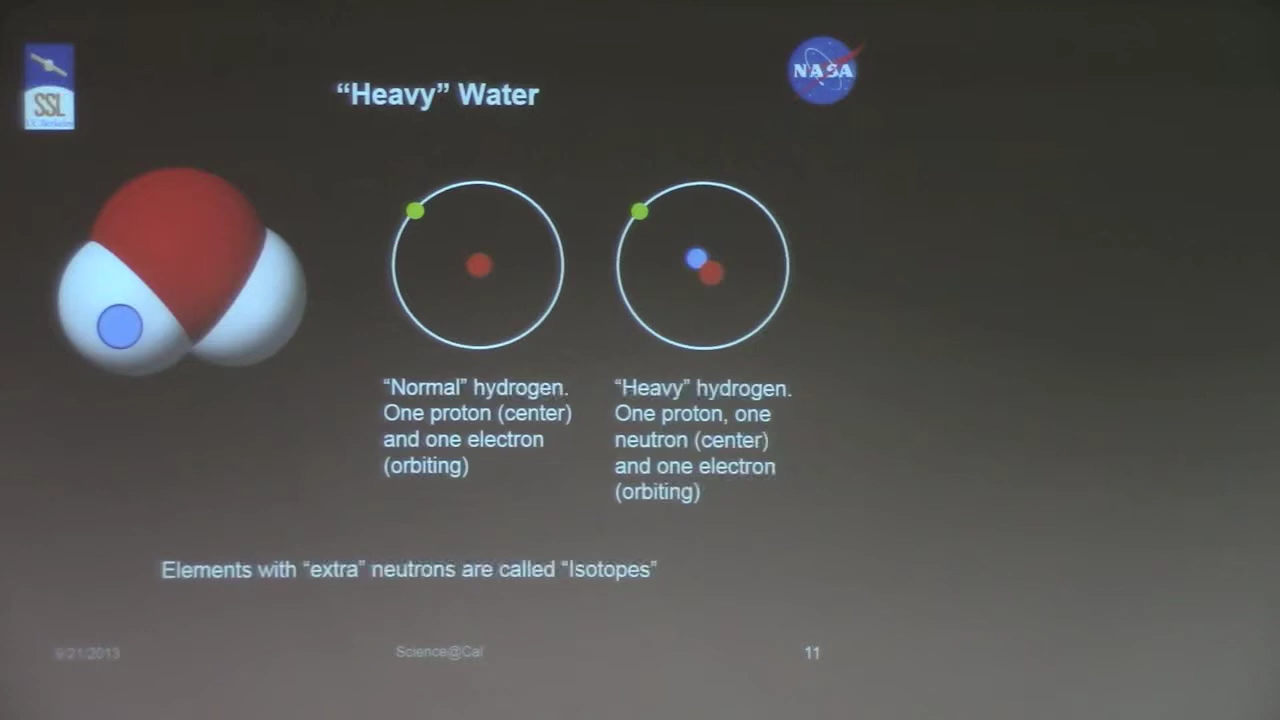 "Heavy" Water
NASA
SSL
UC Berkeley
"Normal" hydrogen.
One proton (center)
and one electron
(orbiting)
"Heavy" hydrogen.
One proton, one
neutron (center)
and one electron
(orbiting)
Elements with "extra" neutrons are called "Isotopes"
9/21/2013
Science@Cal
11